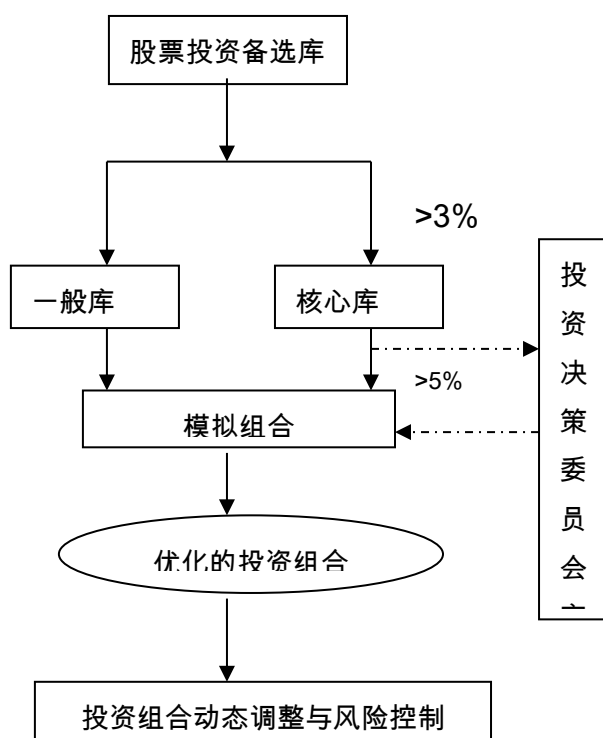 股票投资备选库
>3%
一般库
核心库
>5%
模拟组合
投
资
决
策
委
员
会
优化的投资组合
投资组合动态调整与风险控制